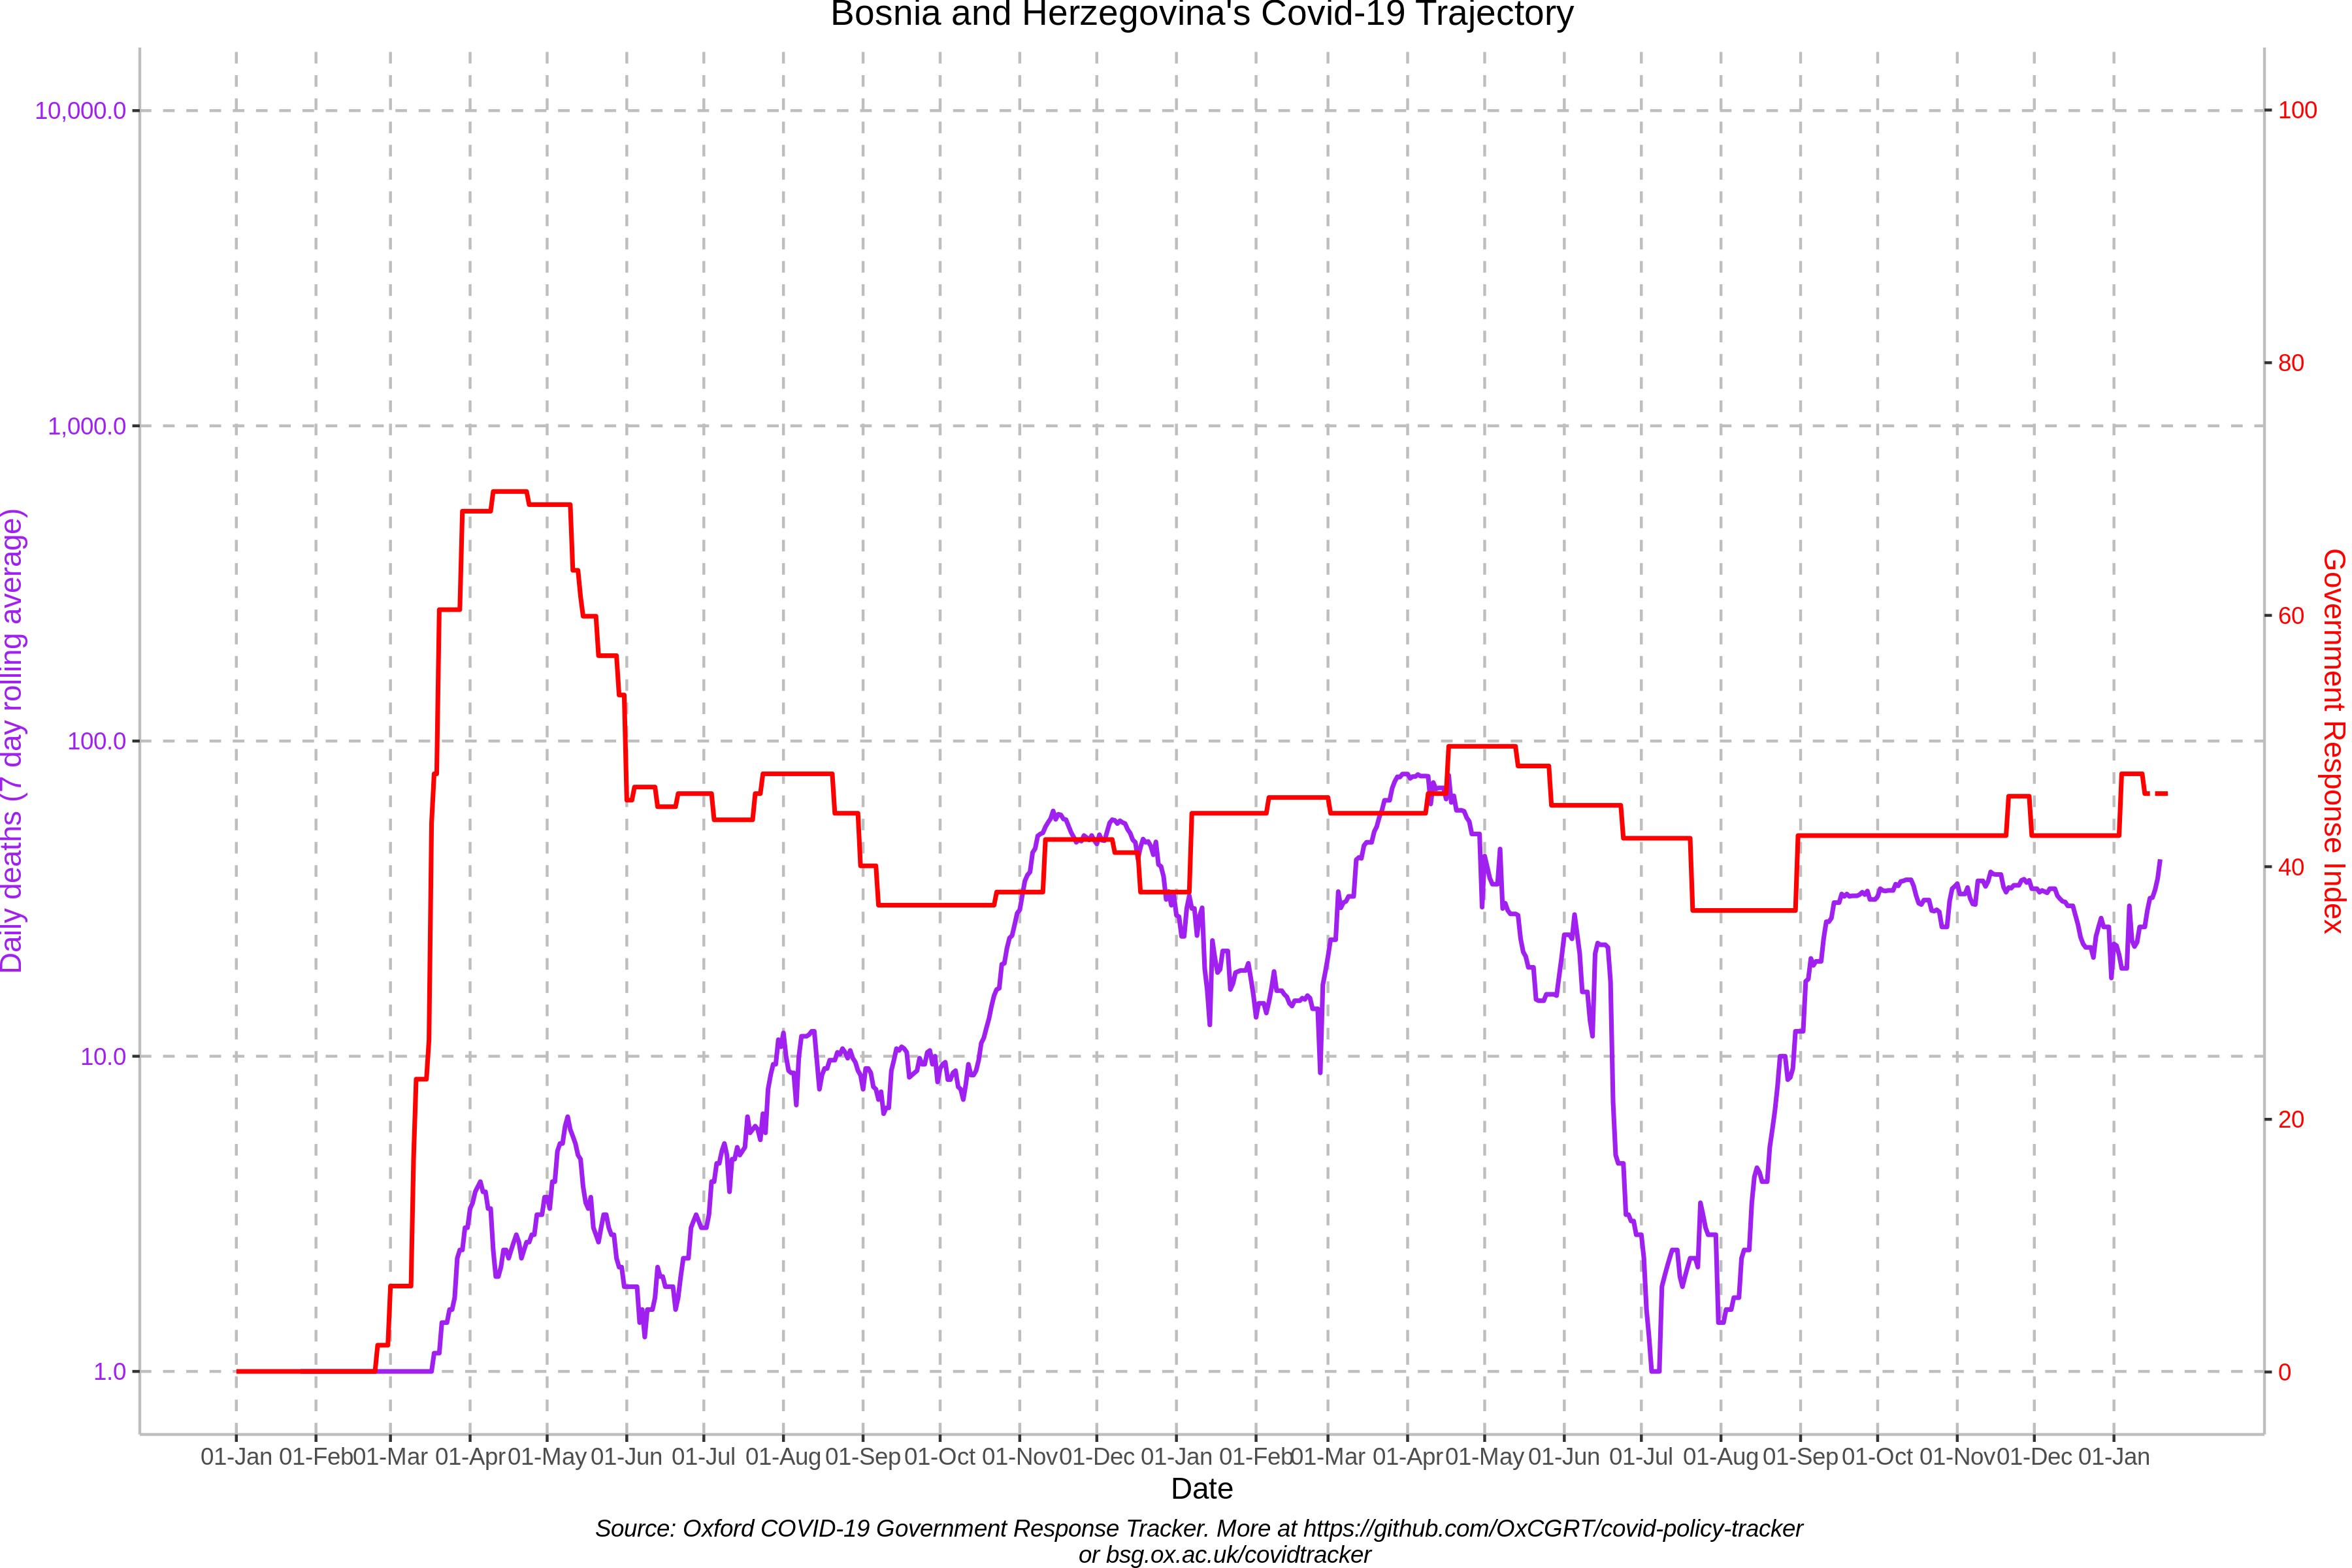 Bosnia and Herzegovina's Covid-19 Trajectory
Daily deaths (7 day rolling average)
10,000.0
1,000.0
100.0
10.0
1.0
100
80
60
40
20
0
Government Response Index
01-Jan 01-Feb 01-Mar 01-Apr 01-May 01-Jun 01-Jul 01-Aug 01-Sep 01-Oct 01-Nov 01-Dec 01-Jan 01-Feb 01-Mar 01-Apr 01-May 01-Jun 01-Jul 01-Aug 01-Sep 01-Oct 01-Nov 01-Dec 01-Jan
Date
Source: Oxford COVID-19 Government Response Tracker. More at https://github.com/OxCGRT/covid-policy-tracker
or bsg.ox.ac.uk/covidtracker